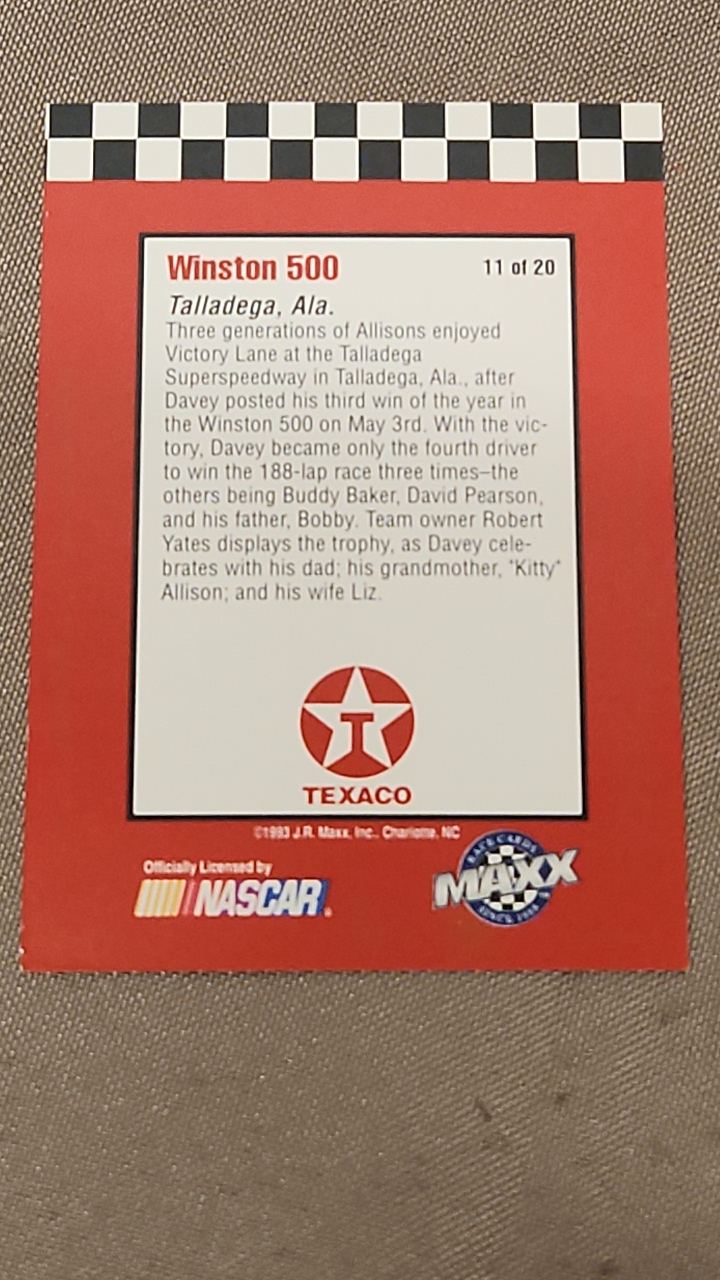 Winston 500
11 of 20
Talladega, Ala.
Three generations of Allisons enjoyed
Victory Lane at the Talladega
Superspeedway in Talladega, Ala., after
Davey posted his third win of the year in
the Winston 500 on May 3rd. With the vic-
tory, Davey became only the fourth driver
to win the 188-lap race three times–the
others being Buddy Baker, David Pearson,
and his father, Bobby. Team owner Robert
Yates displays the trophy, as Davey cele-
brates with his dad; his grandmother, "Kitty"
Allison; and his wife Liz.
T
TEXACO
©1993 J.R. Maxx, Inc., Charlotte, NC
Officially Licensed by
NASCAR
RACE CARDS
MAXX
SINCE 1988